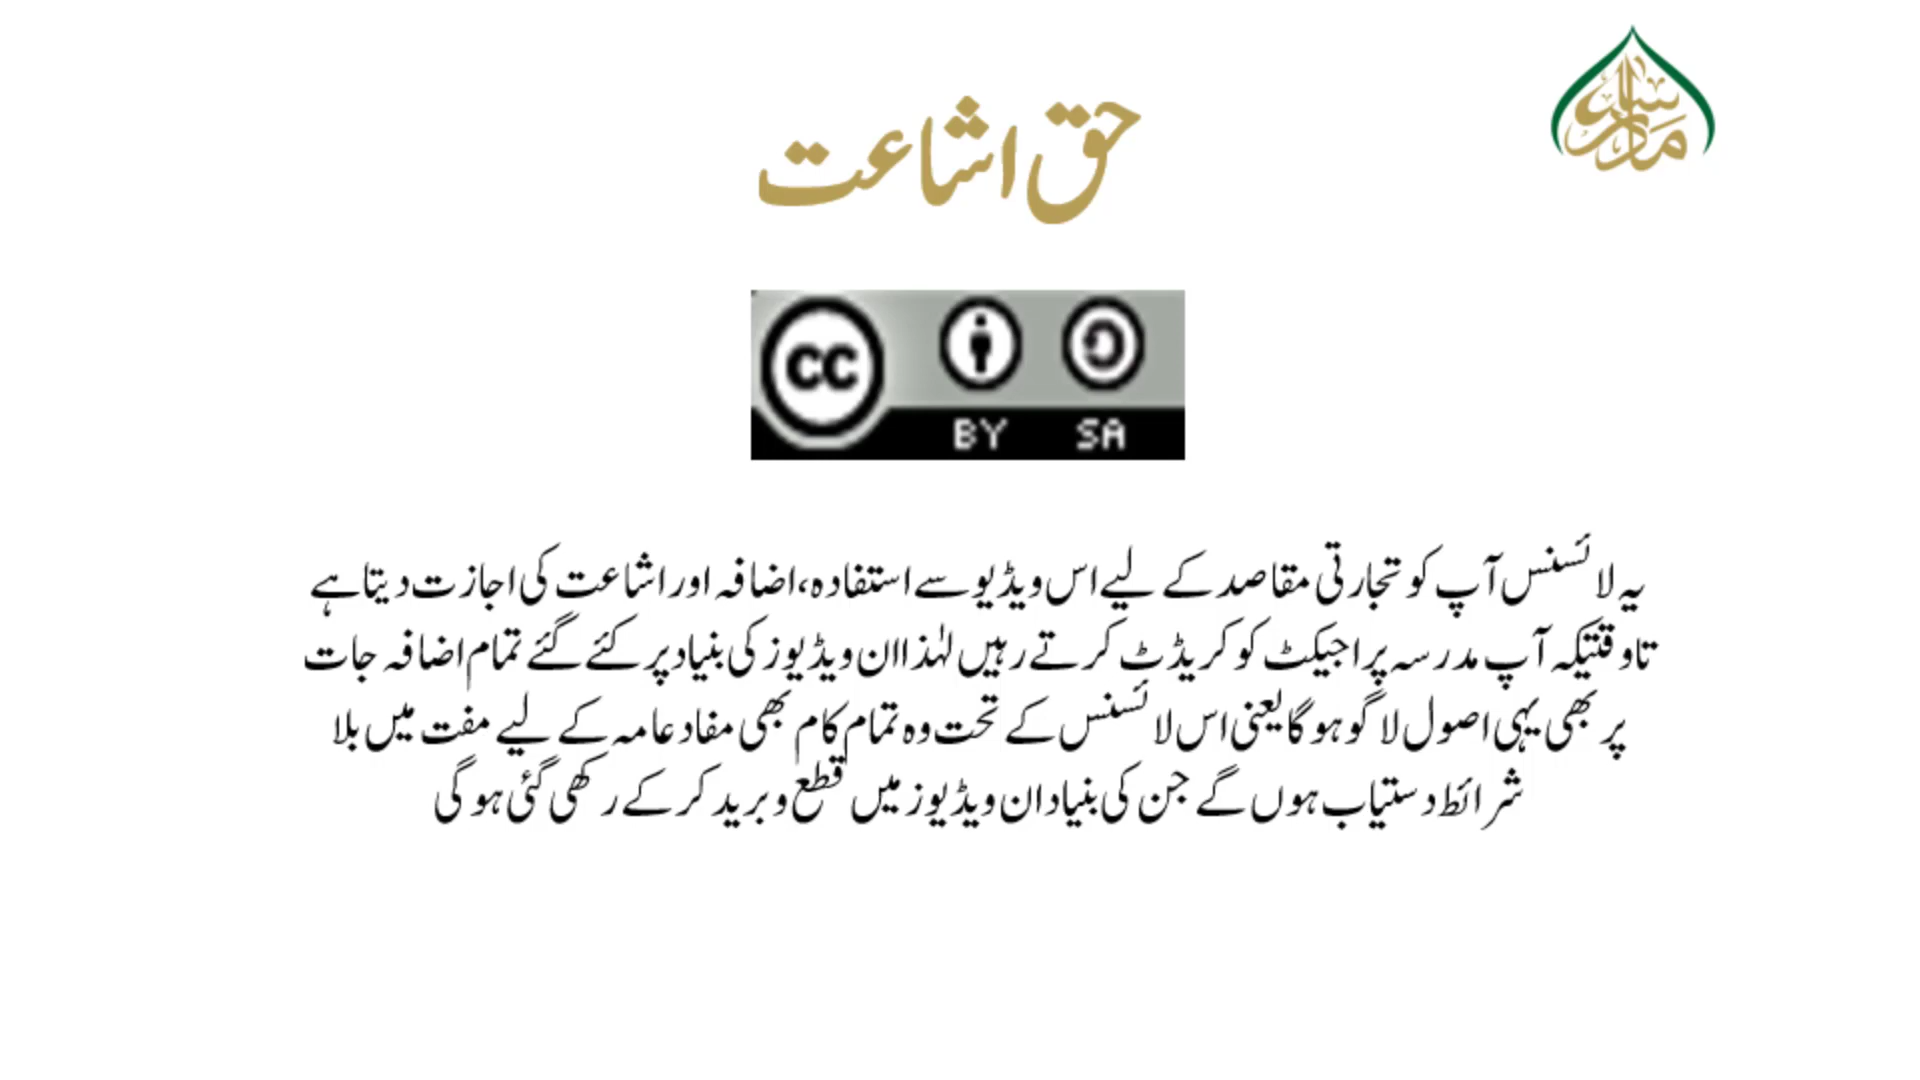 مدرسہ
حق اشاعت
cc
BY SA
یہ لائسنس آپ کو تجارتی مقاصد کے لیے اس ویڈیو سے استفادہ، اضافہ اور اشاعت کی اجازت دیتا ہے
تاوقتیکہ آپ مدرسہ پراجیکٹ کو کریڈٹ کرتے رہیں لہٰذا ان ویڈیوز کی بنیاد پر کئے گئے تمام اضافہ جات
پر بھی یہی اصول لاگو ہوگا یعنی اس لائسنس کے تحت وہ تمام کام بھی مفاد عامہ کے لیے مفت میں بلا
شرائط دستیاب ہوں گے جن کی بنیاد ان ویڈیوز میں قطع و برید کر کے رکھی گئی ہو گی